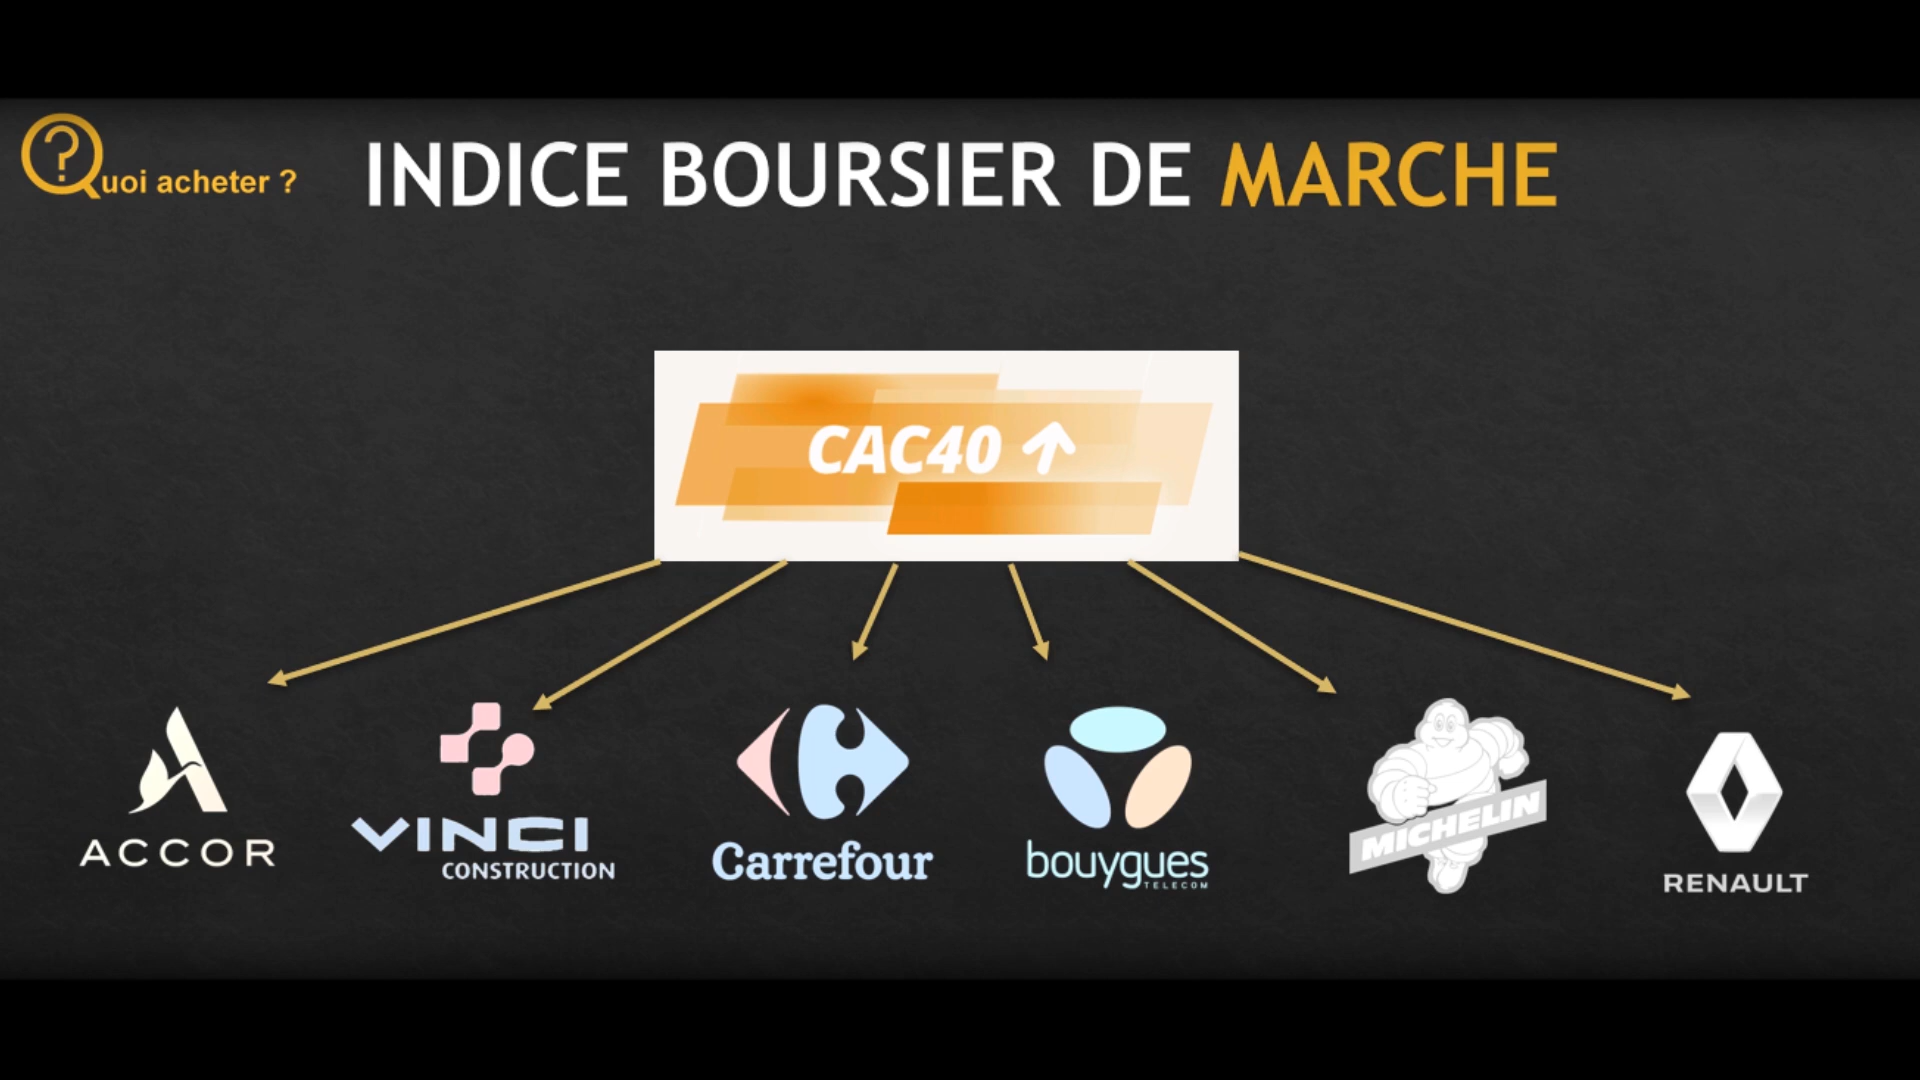 Quoi acheter ?
INDICE BOURSIER DE MARCHE
CAC40
ACCOR
VINCI
CONSTRUCTION
Carrefour
bouygues
TELECOM
MICHELIN
RENAULT